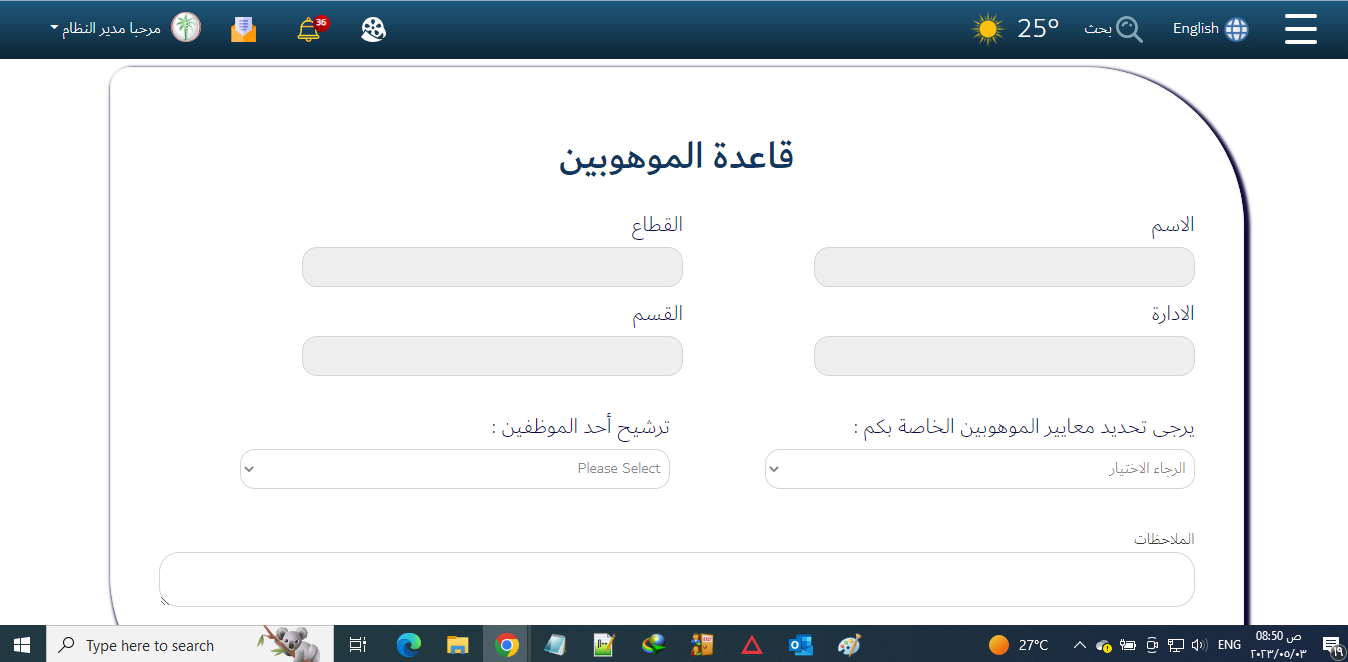 English
بحث
25°
36
مرحبا مدير النظام
قاعدة الموهوبين
الاسم
القطاع
الادارة
القسم
يرجى تحديد معايير الموهوبين الخاصة بكم :
ترشيح أحد الموظفين :
الرجاء الاختيار
Please Select
الملاحظات
Type here to search
27°C
ENG
08:50 ص
٢٠٢٣/٠٥/٠٣
١٩